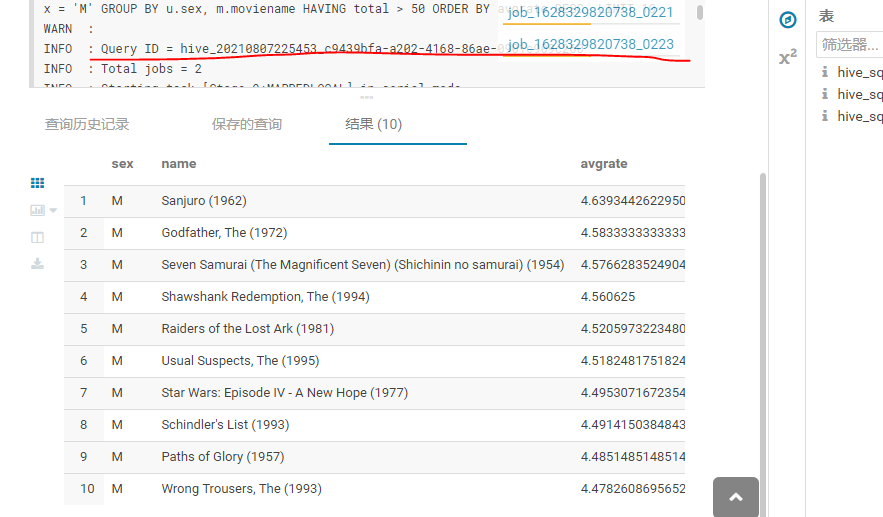 x = 'M' GROUP BY u.sex, m.moviename HAVING total > 50 ORDER BY
job_1628329820738_0221
WARN :
INFO : Query ID = hive_20210807225453_c9439bfa-a202-4168-86ae-
job_1628329820738_0223
INFO : Total jobs = 2
查询历史记录 保存的查询 结果 (10)
sex name avgrate
1 M Sanjuro (1962) 4.6393442622950
2 M Godfather, The (1972) 4.5833333333333
3 M Seven Samurai (The Magnificent Seven) (Shichinin no samurai) (1954) 4.5766283524904
4 M Shawshank Redemption, The (1994) 4.560625
5 M Raiders of the Lost Ark (1981) 4.5205973223480
6 M Usual Suspects, The (1995) 4.5182481751824
7 M Star Wars: Episode IV - A New Hope (1977) 4.4953071672354
8 M Schindler's List (1993) 4.4914150384843
9 M Paths of Glory (1957) 4.4851485148514
10 M Wrong Trousers, The (1993) 4.4782608695652
x²
表
筛选器...
hive_sq
hive_sq
hive_sq